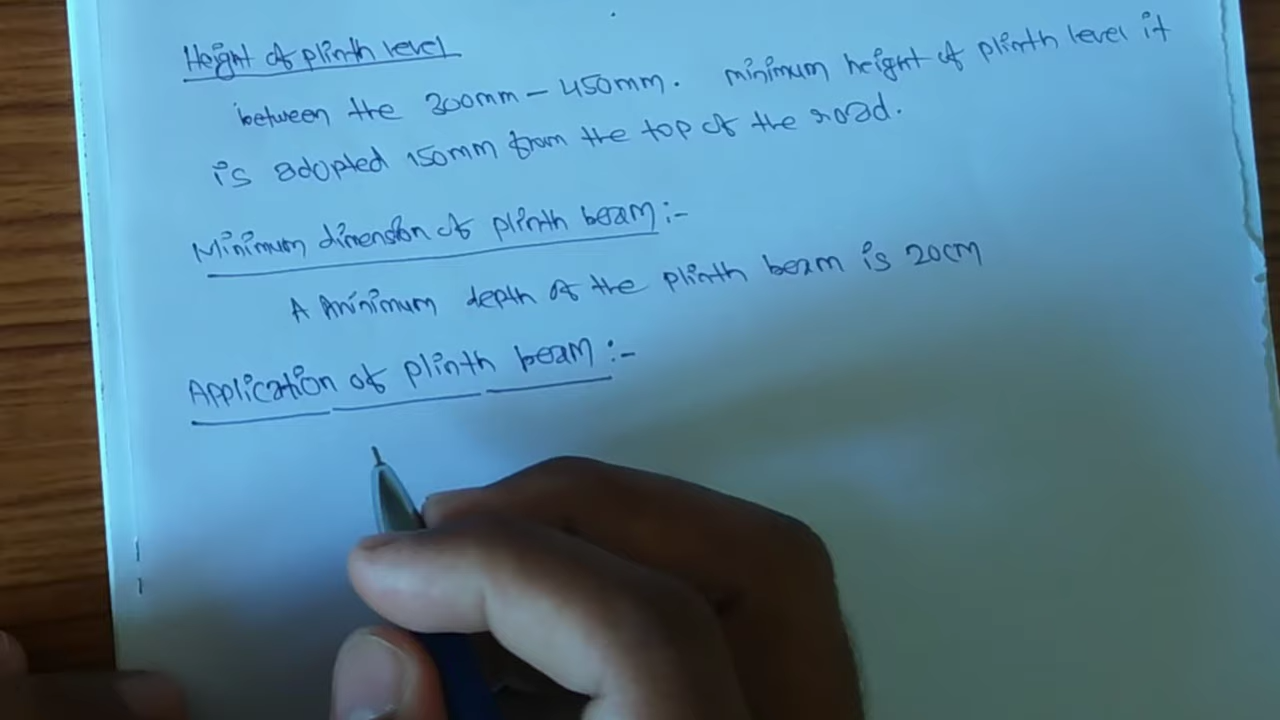 Height of plinth level
between the 300mm - 450mm. minimum height of plinth level it
is adopted 150mm from the top of the road.
Minimum dimension of plinth beam:-
A minimum depth of the plinth beam is 20cm
Application of plinth beam:-